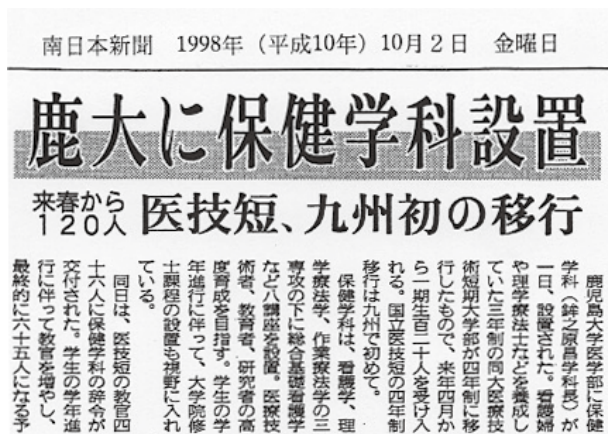 南日本新聞 1998年(平成10年)10月2日 金曜日
鹿大に保健学科設置
来春から
120人
医技短、九州初の移行
鹿児島大学医学部に保健
学科(鉾之原昌学科長)が
一日、設置された。看護婦
や理学療法士などを養成し
ていた三年制の同大医療技
術短期大学部が四年制に移
行したもので、来年四月か
ら一期生百二十人を受け入
れる。国立医技短の四年制
移行は九州で初めて。
保健学科は、看護学、理
学療法学、作業療法学の三
専攻の下に総合基礎看護学
など八講座を設置。医療技
術者、教育者、研究者の高
度育成を目指す。学生の学
年進行に伴って、大学院修
士課程の設置も視野に入れ
ている。
同日は、医技短の教官四
十六人に保健学科の辞令が
交付された。学生の学年進
行に伴って教官を増やし、
最終的に六十五人になる予